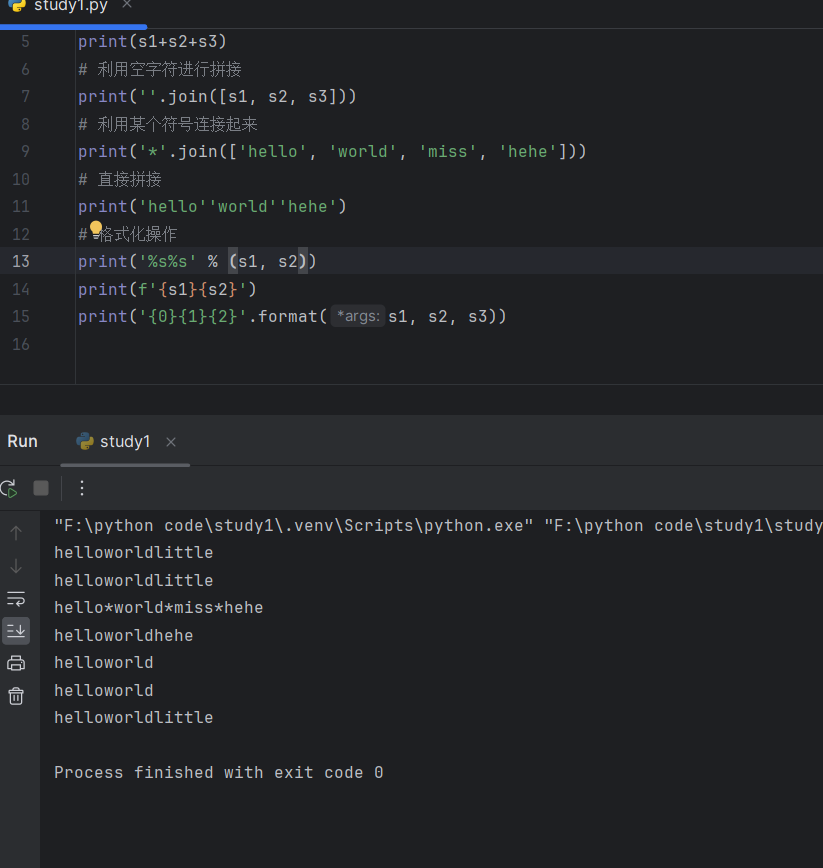 study1.py ×
5 print(s1+s2+s3)
6 # 利用空字符进行拼接
7 print(''.join([s1, s2, s3]))
8 # 利用某个符号连接起来
9 print('*'.join(['hello', 'world', 'miss', 'hehe']))
10 # 直接拼接
11 print('hello''world''hehe')
12 # 格式化操作
13 print('%s%s' % (s1, s2))
14 print(f'{s1}{s2}')
15 print('{0}{1}{2}'.format( *args: s1, s2, s3))
16
Run study1 ×
"F:\python code\study1\.venv\Scripts\python.exe" "F:\python code\study1\study
helloworldlittle
helloworldlittle
hello*world*miss*hehe
helloworldhehe
helloworld
helloworld
helloworldlittle
Process finished with exit code 0